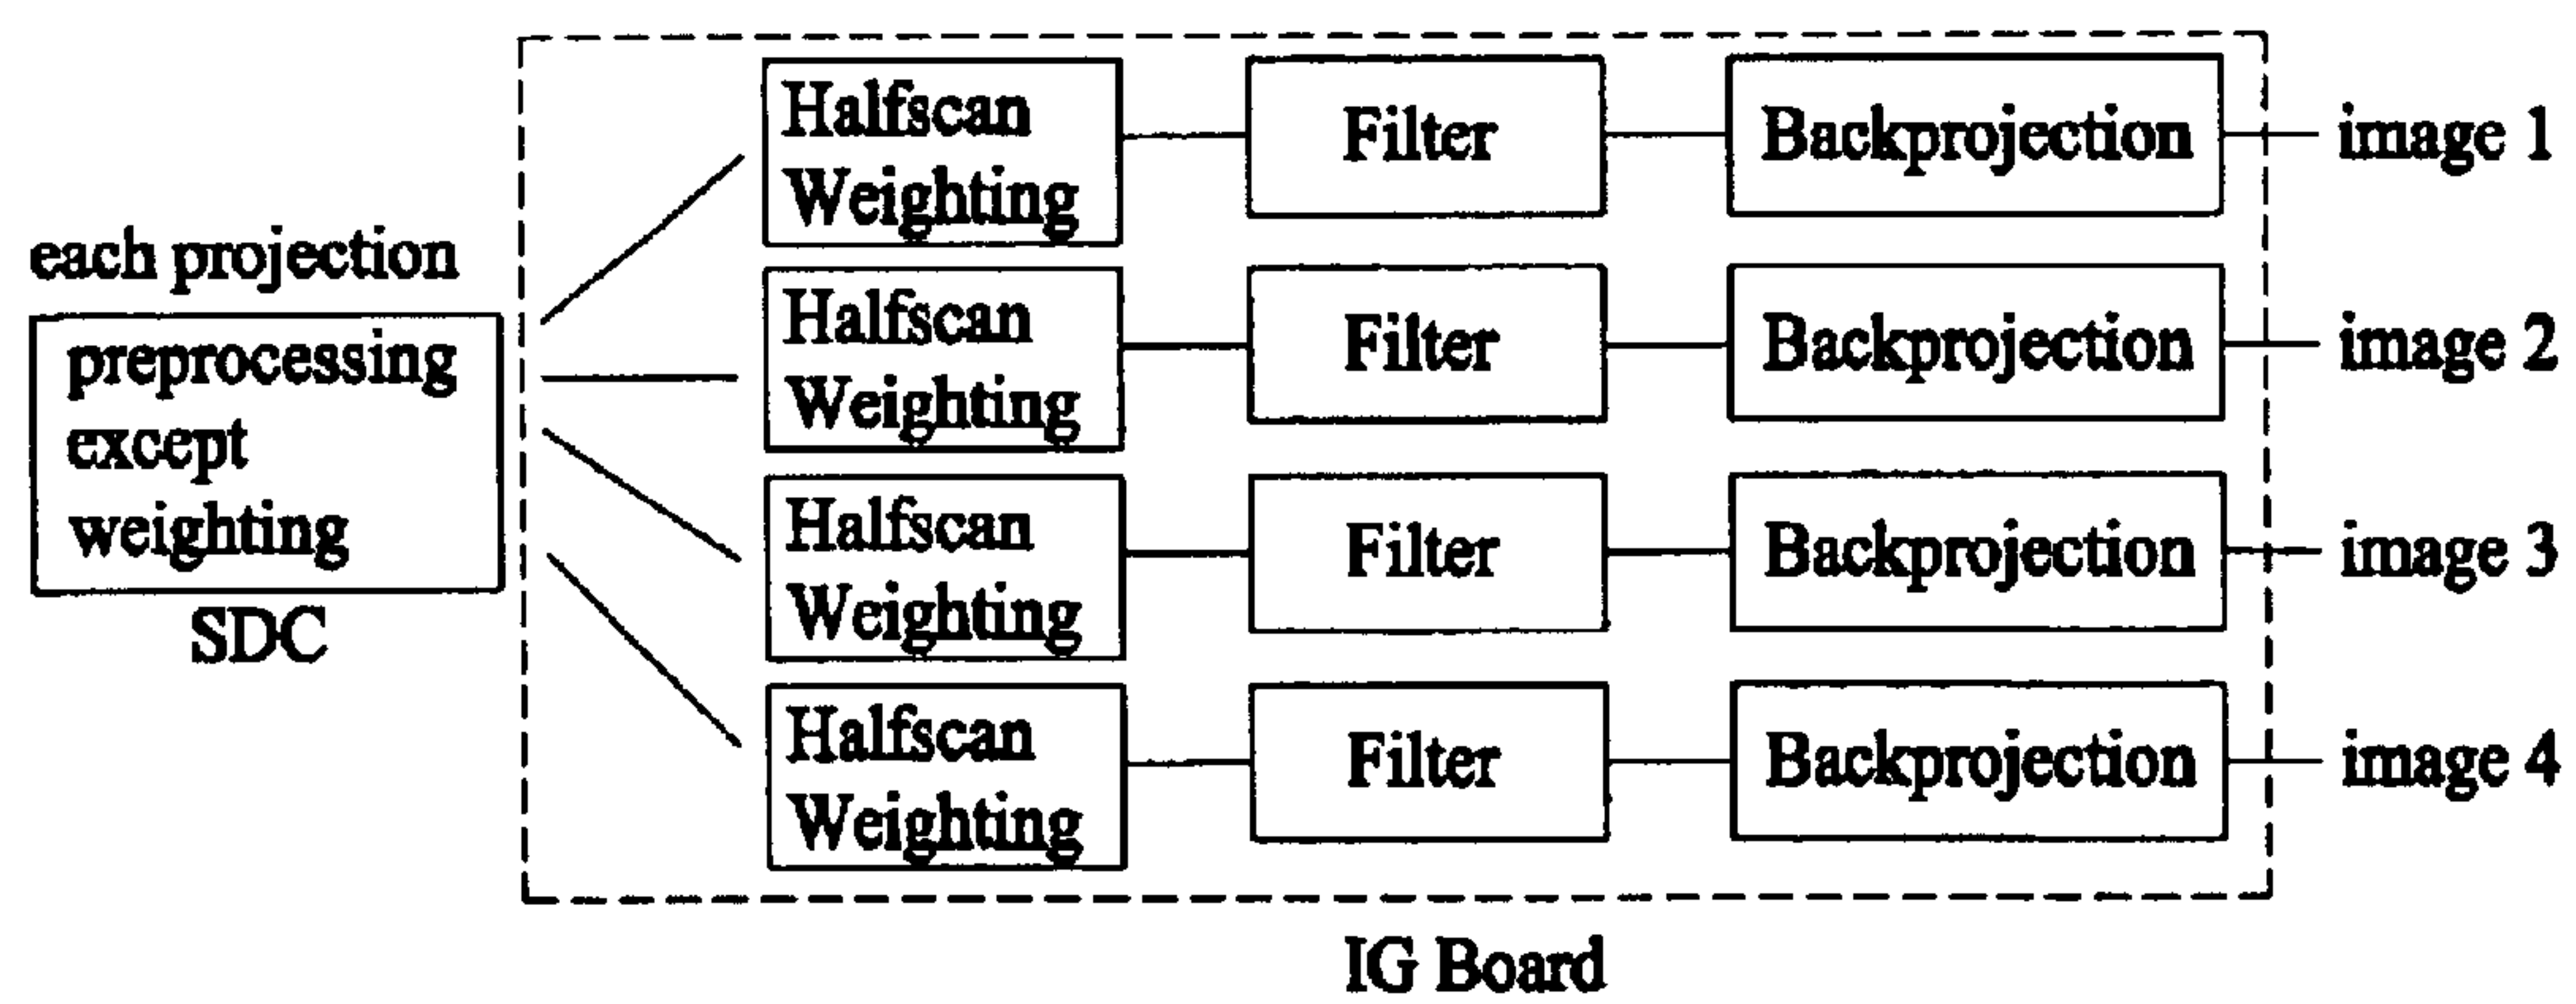 each projection
preprocessing
except
weighting
SDC
Halfscan
Weighting
Filter
Backprojection
image 1
Halfscan
Weighting
Filter
Backprojection
image 2
Halfscan
Weighting
Filter
Backprojection
image 3
Halfscan
Weighting
Filter
Backprojection
image 4
IG Board